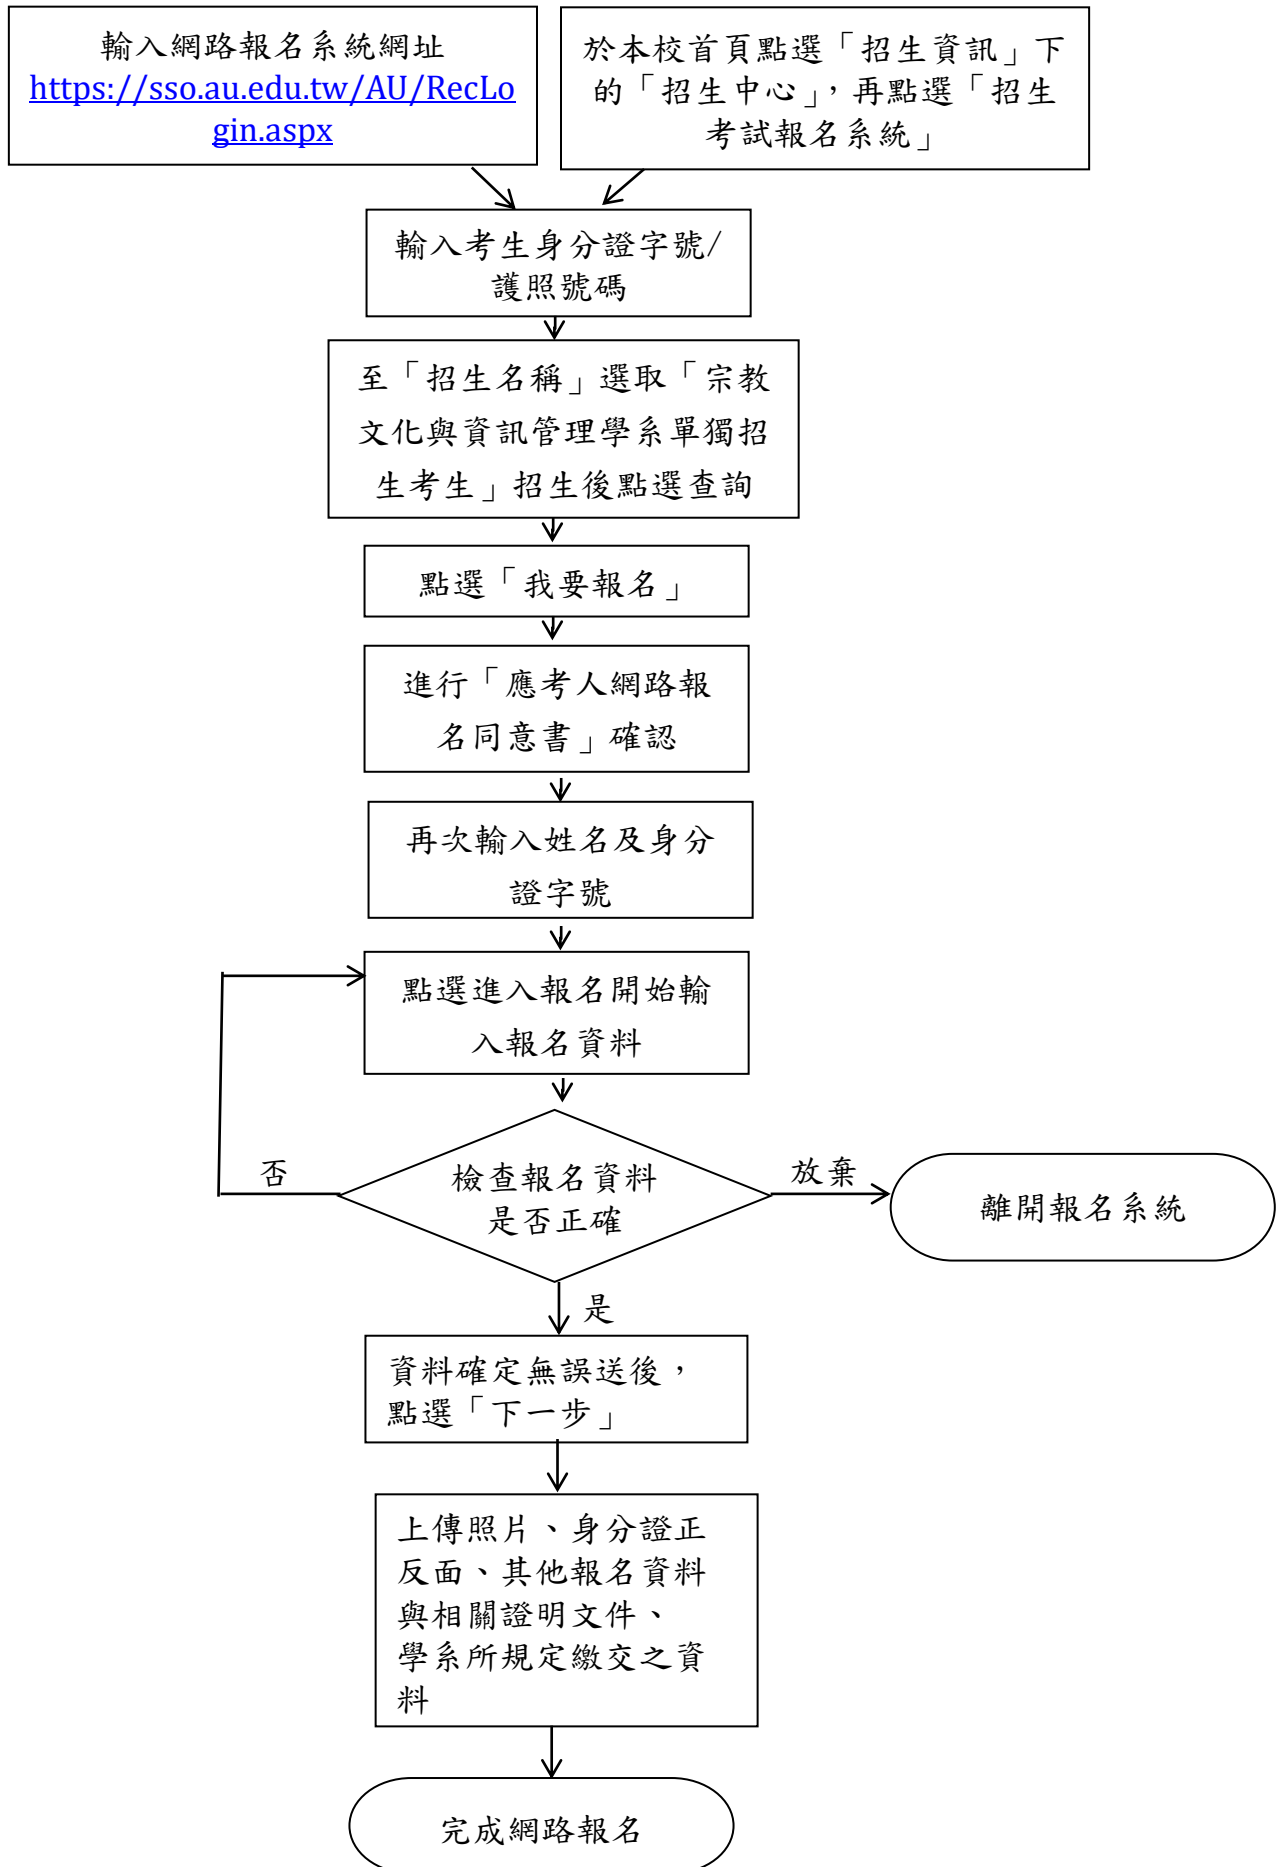 輸入網路報名系統網址
https://sso.au.edu.tw/AU/RecLo
gin.aspx
於本校首頁點選「招生資訊」下
的「招生中心」，再點選「招生
考試報名系統」
輸入考生身分證字號/
護照號碼
至「招生名稱」選取「宗教
文化與資訊管理學系單獨招
生考生」招生後點選查詢
點選「我要報名」
進行「應考人網路報
名同意書」確認
再次輸入姓名及身分
證字號
點選進入報名開始輸
入報名資料
否
檢查報名資料
是否正確
放棄
離開報名系統
是
資料確定無誤送後，
點選「下一步」
上傳照片、身分證正
反面、其他報名資料
與相關證明文件、
學系所規定繳交之資
料
完成網路報名